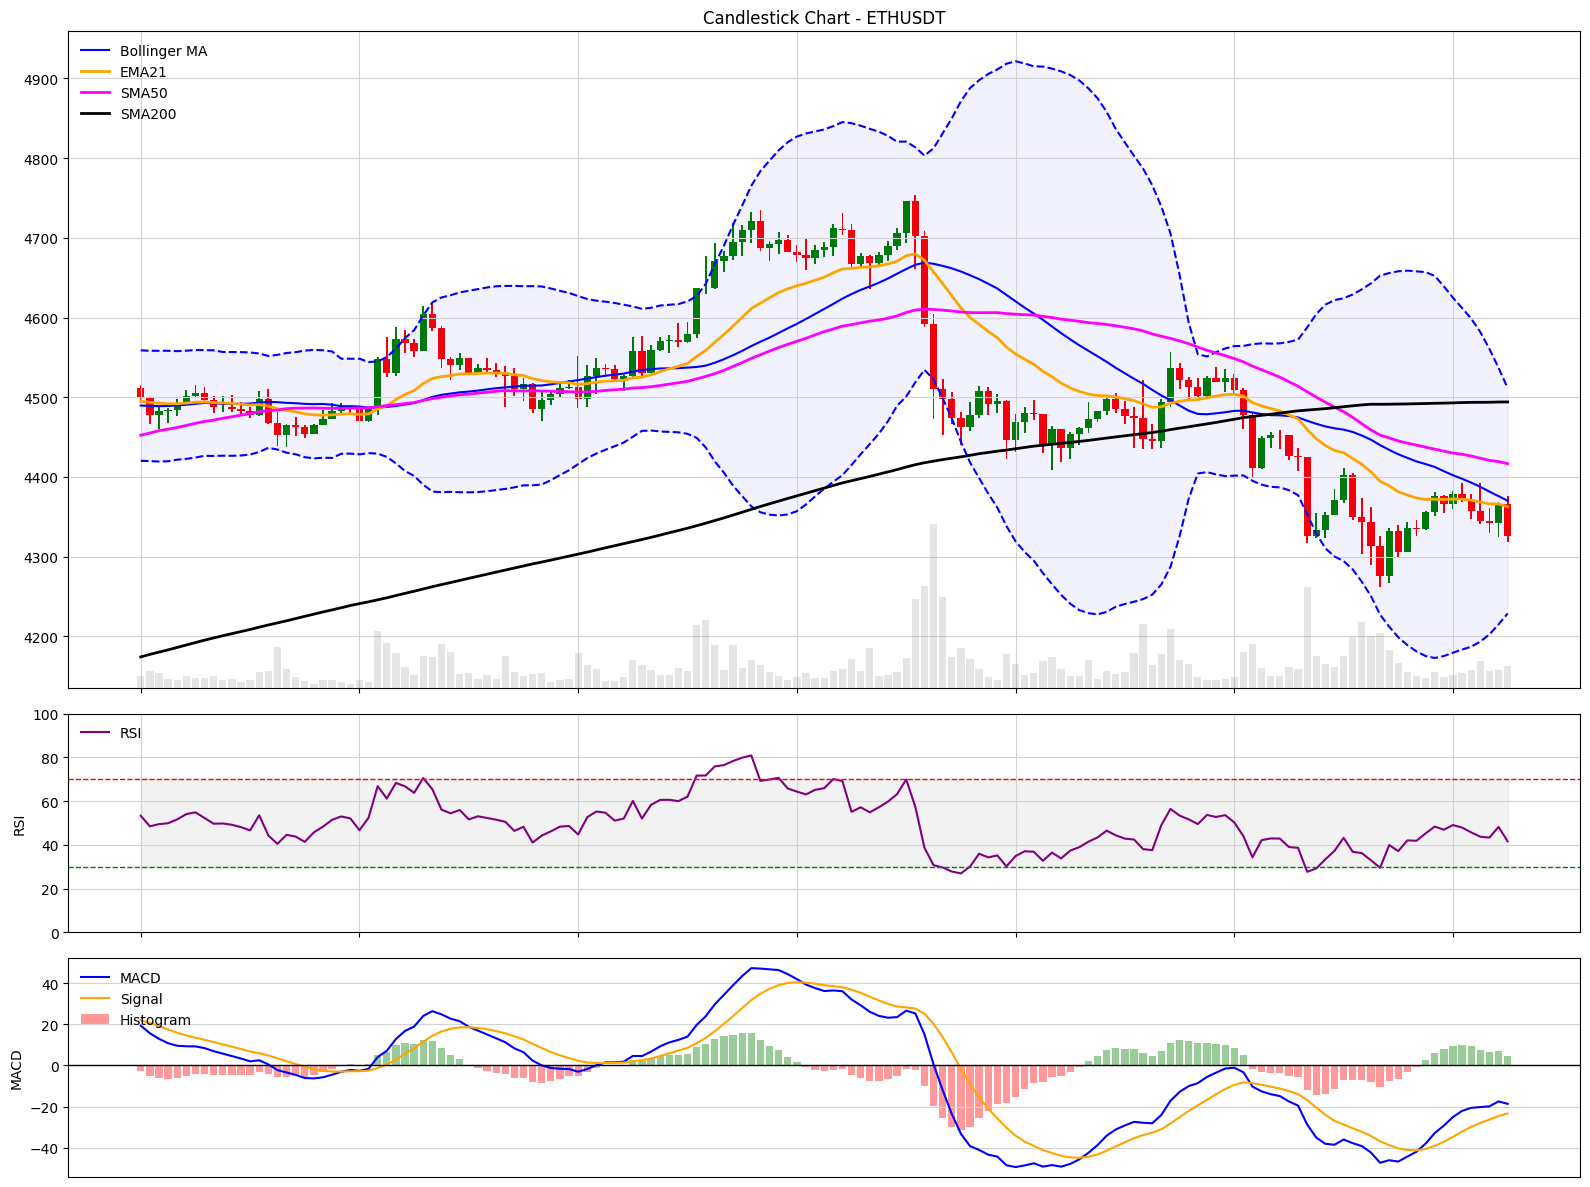 Candlestick Chart - ETHUSDT
Bollinger MA
EMA21
SMA50
SMA200
4900
4800
4700
4600
4500
4400
4300
4200
RSI
RSI
100
80
60
40
20
0
MACD
MACD
Signal
Histogram
40
20
0
−20
−40